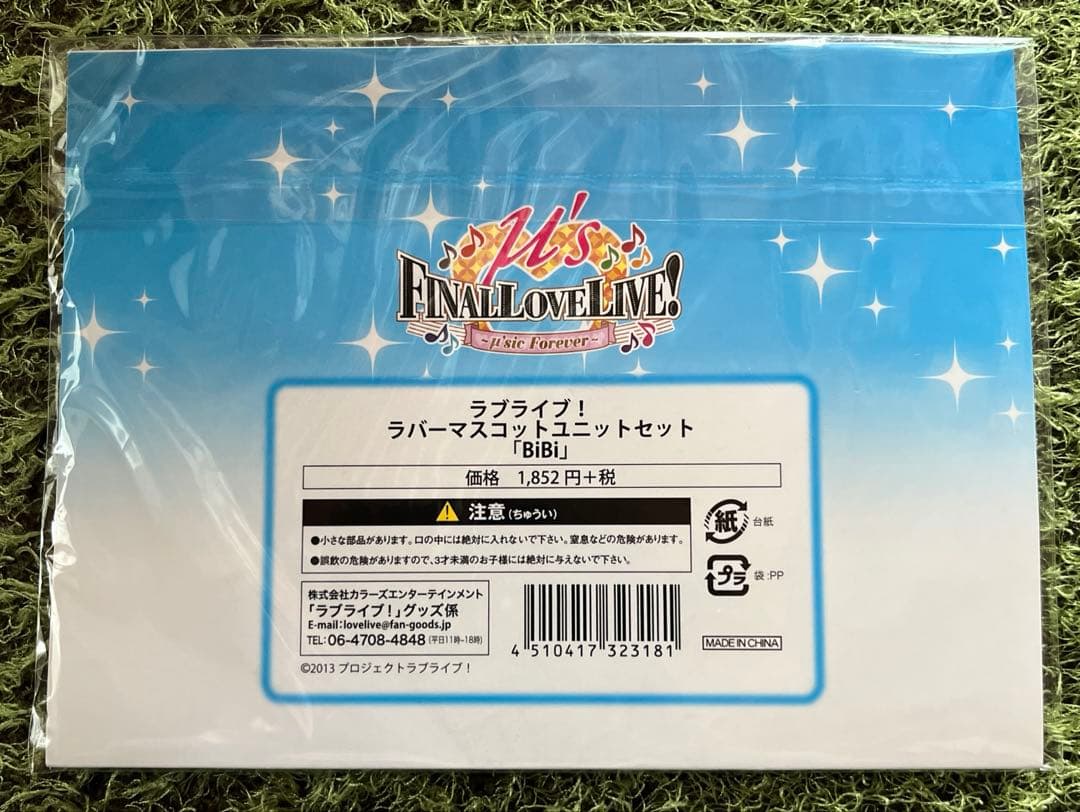 μ's
FINAL LOVELIVE!
~μ'sic Forever~
ラブライブ！
ラバーマスコットユニットセット
「BiBi」
価格 1,852円+税
注意(ちゅうい)
●小さな部品があります。口の中には絶対に入れないで下さい。窒息などの危険があります。
●誤飲の危険がありますので、3才未満のお子様には絶対に与えないで下さい。
紙 台紙
プラ 袋:PP
株式会社カラーズエンターテインメント
「ラブライブ！」グッズ係
E-mail：lovelive@fan-goods.jp
TEL：06-4708-4848 (平日11時~18時)
4 510417 323181
MADE IN CHINA
©2013 プロジェクトラブライブ！